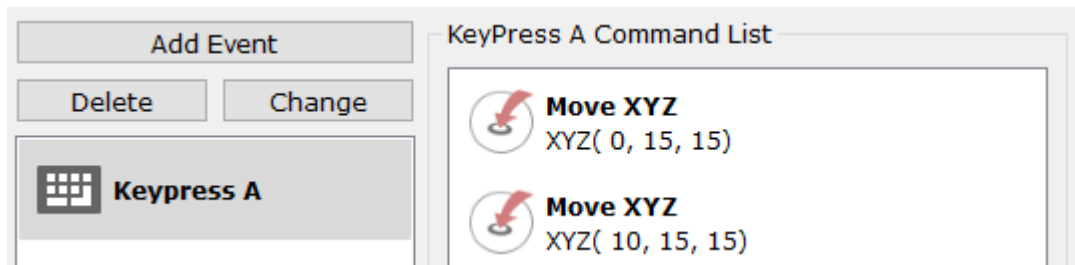 Add Event
Delete
Change
Keypress A
KeyPress A Command List
Move XYZ
XYZ( 0, 15, 15)
Move XYZ
XYZ( 10, 15, 15)